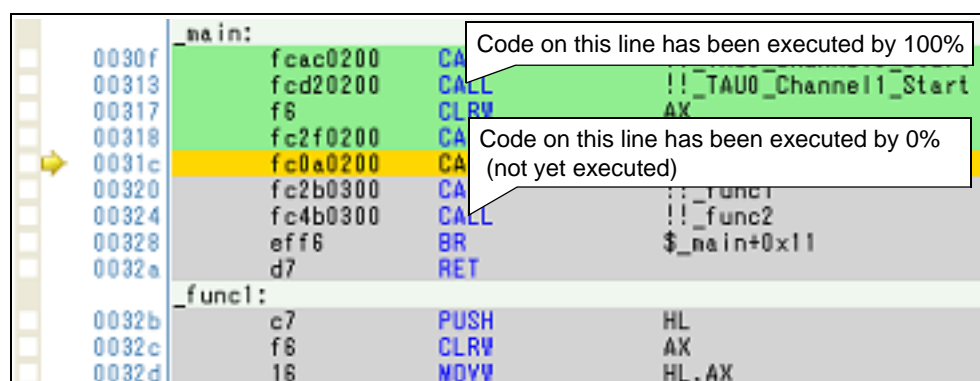 _main:
Code on this line has been executed by 100%
0030f fcac0200 CA
00313 fcd20200 CALL !!_TAU0_Channel1_Start
00317 f6 CLRW AX
00318 fc2f0200 CA
Code on this line has been executed by 0%
(not yet executed)
0031c fc0a0200 CA
00320 fc2b0300 CA !!_func1
00324 fc4b0300 CALL !!_func2
00328 eff6 BR $_main+0x11
0032a d7 RET
_func1:
0032b c7 PUSH HL
0032c f6 CLRW AX
0032d 16 MOVW HL,AX